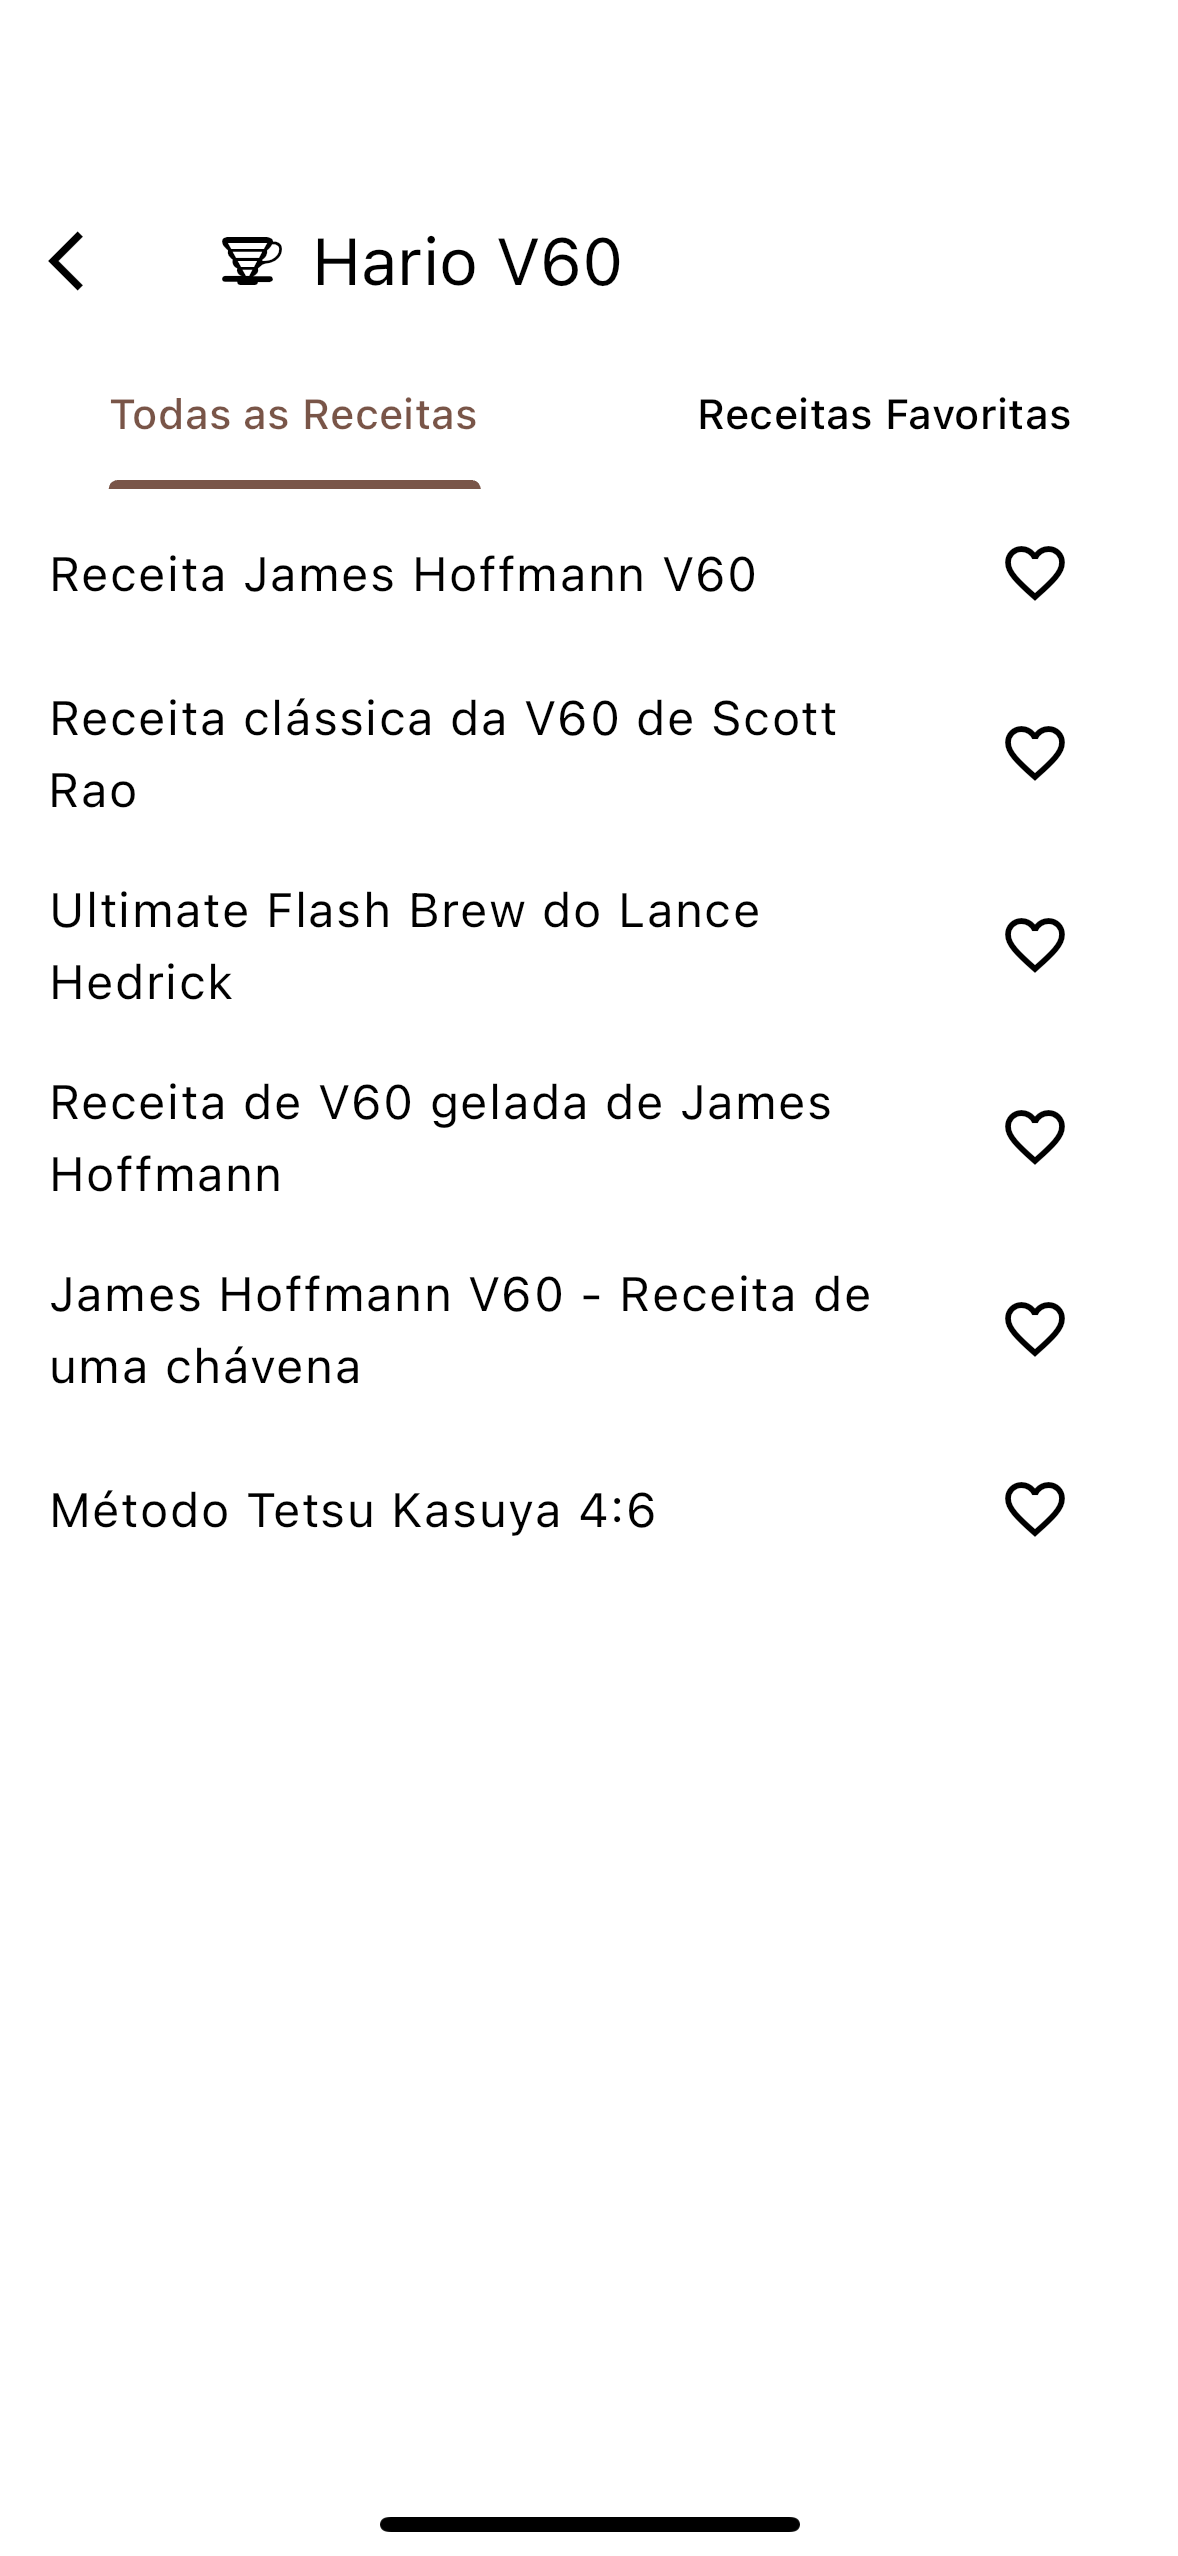 Hario V60
Todas as Receitas
Receitas Favoritas
Receita James Hoffmann V60
Receita clássica da V60 de Scott
Rao
Ultimate Flash Brew do Lance
Hedrick
Receita de V60 gelada de James
Hoffmann
James Hoffmann V60 - Receita de
uma chávena
Método Tetsu Kasuya 4:6